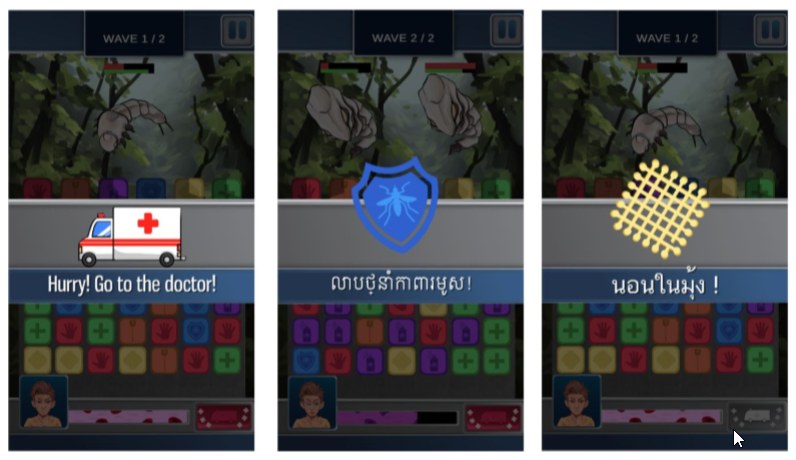 WAVE 1 / 2
Hurry! Go to the doctor!
WAVE 2 / 2
លាបថ្នាំការពារមូស!
WAVE 1 / 2
นอนในมุ้ง !